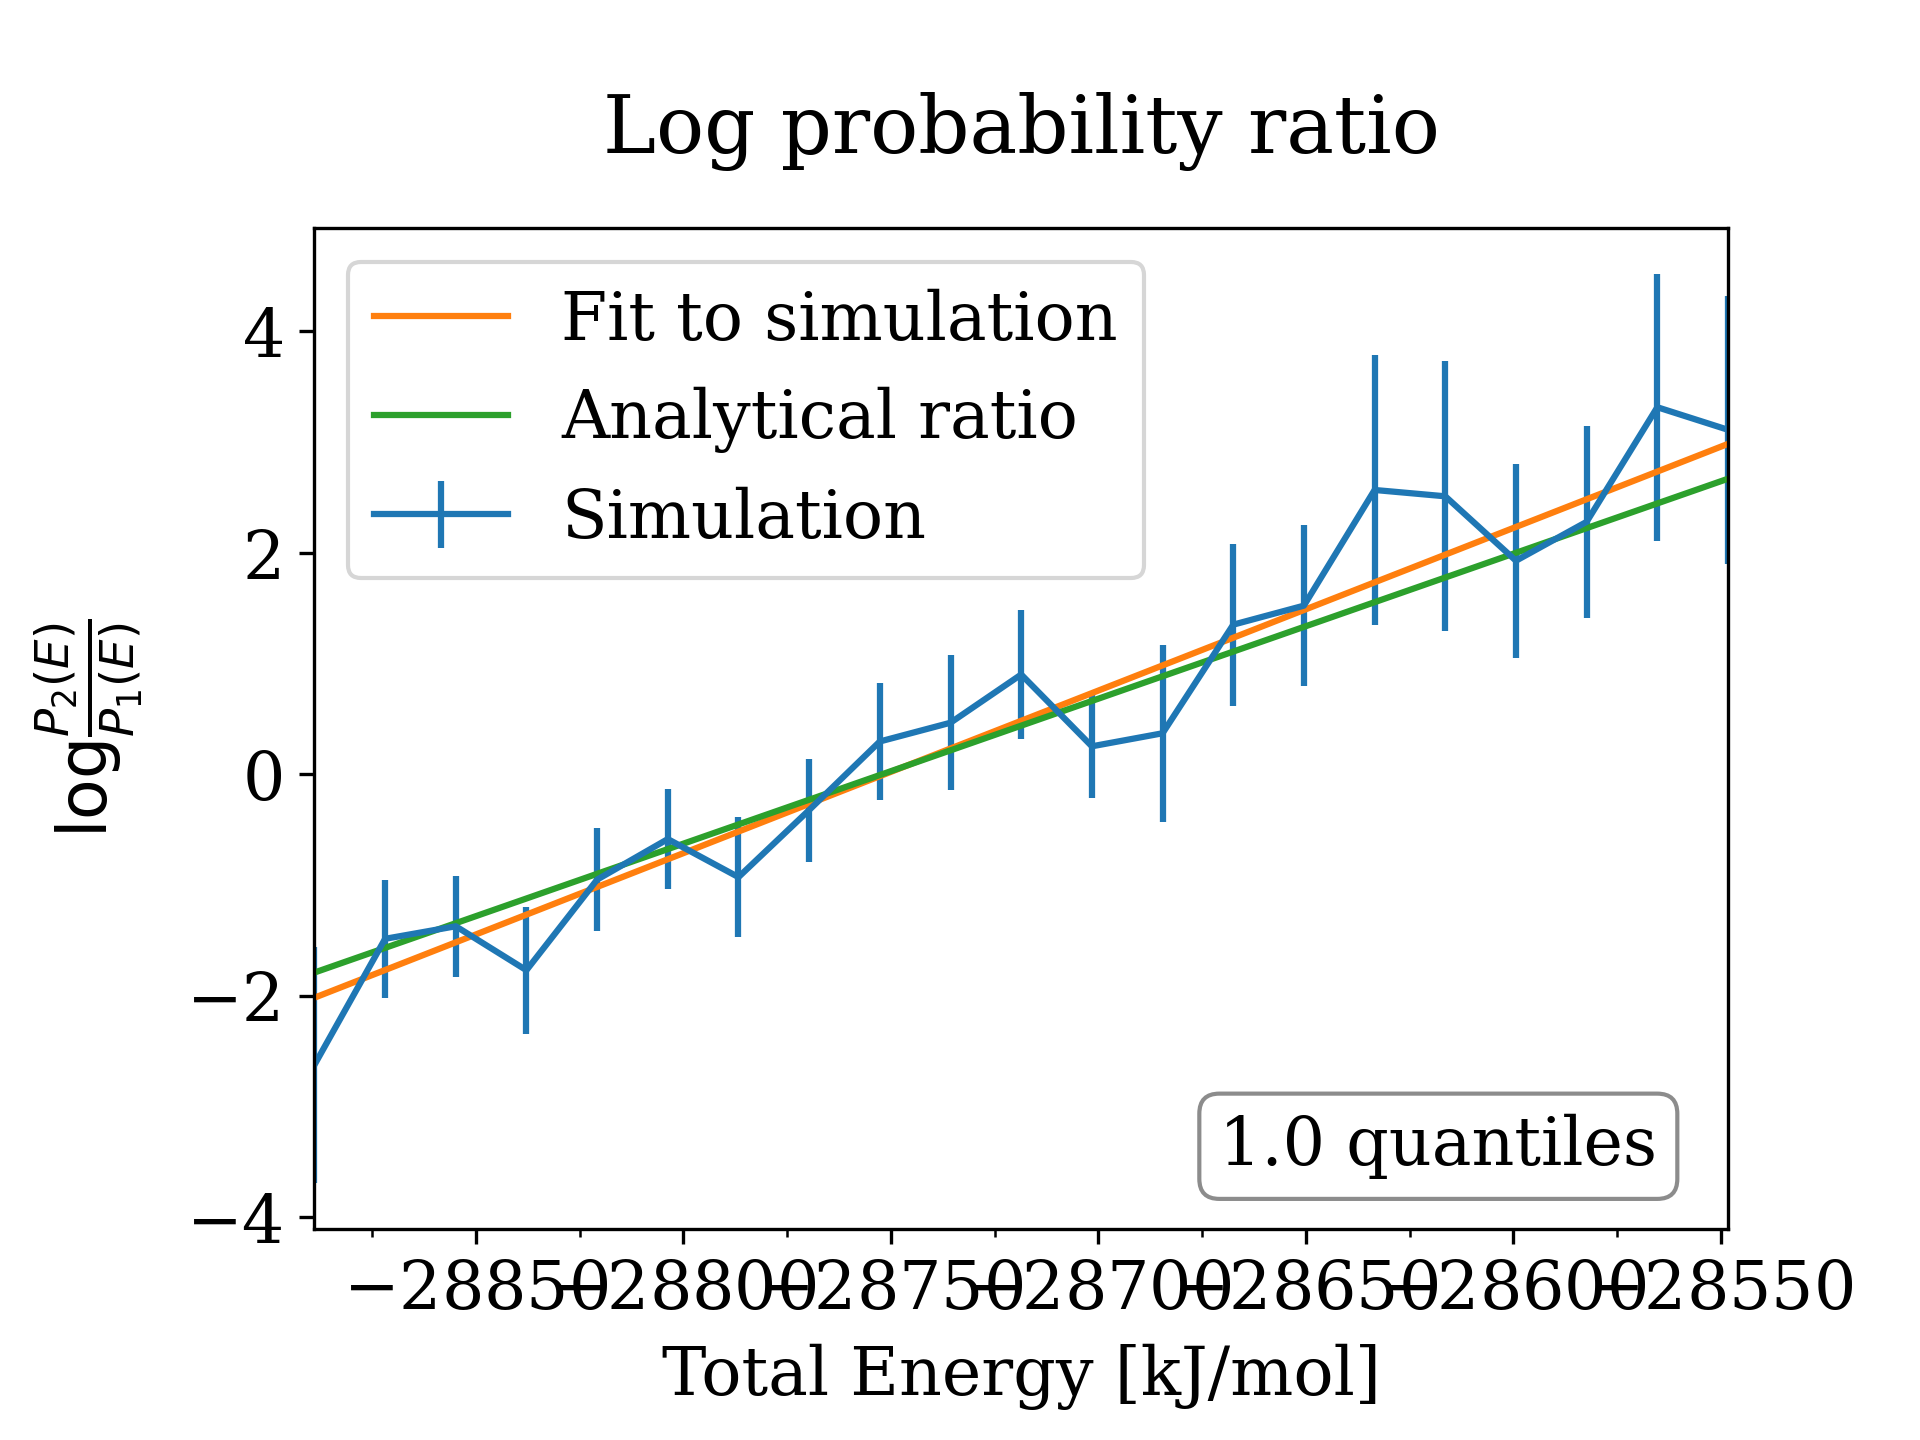 Log probability ratio
Fit to simulation
Analytical ratio
Simulation
4
2
0
−2
−4
log P₂(E)/P₁(E)
1.0 quantiles
−28850 −28800 −28750 −28700 −28650 −28600 −28550
Total Energy [kJ/mol]